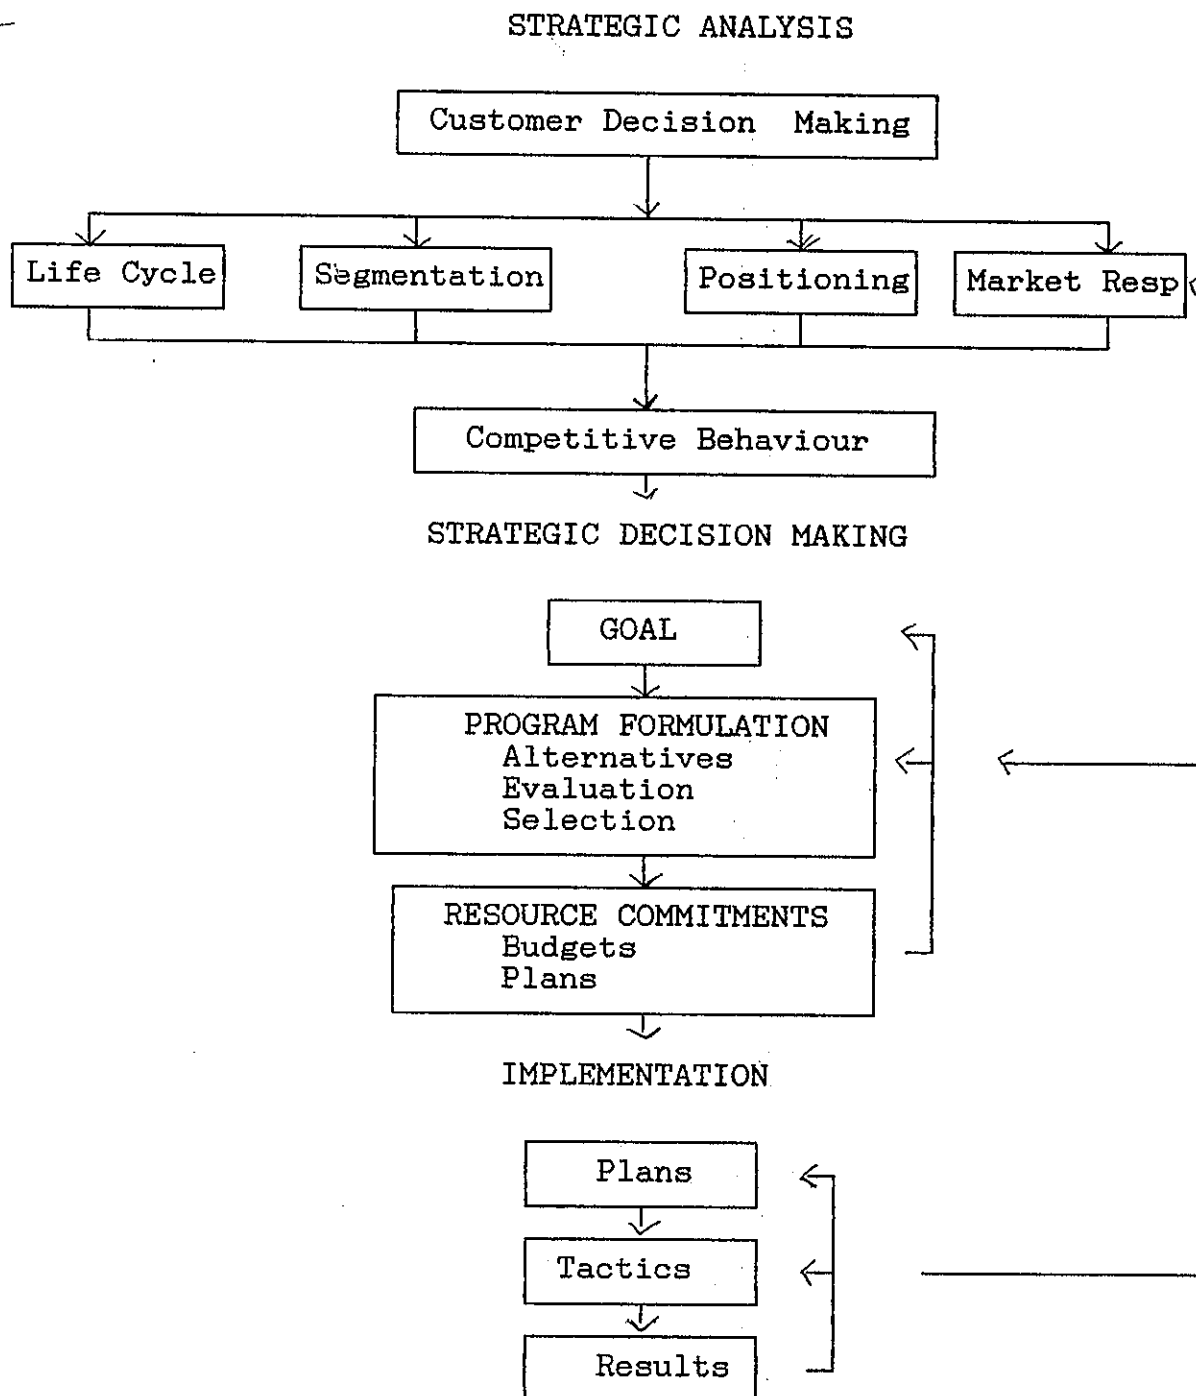 STRATEGIC ANALYSIS
Customer Decision Making
Life Cycle
Segmentation
Positioning
Market Resp
Competitive Behaviour
STRATEGIC DECISION MAKING
GOAL
PROGRAM FORMULATION
Alternatives
Evaluation
Selection
RESOURCE COMMITMENTS
Budgets
Plans
IMPLEMENTATION
Plans
Tactics
Results